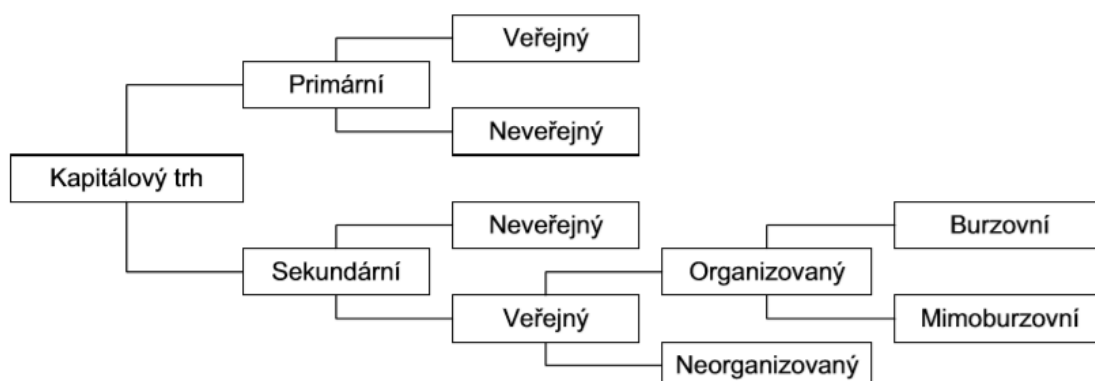 Veřejný
Primární
Neveřejný
Kapitálový trh
Neveřejný
Burzovní
Sekundární
Organizovaný
Veřejný
Mimoburzovní
Neorganizovaný